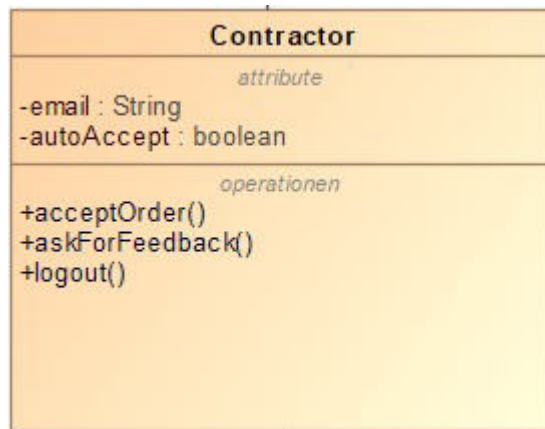 Contractor
attribute
-email : String
-autoAccept : boolean
operationen
+acceptOrder()
+askForFeedback()
+logout()